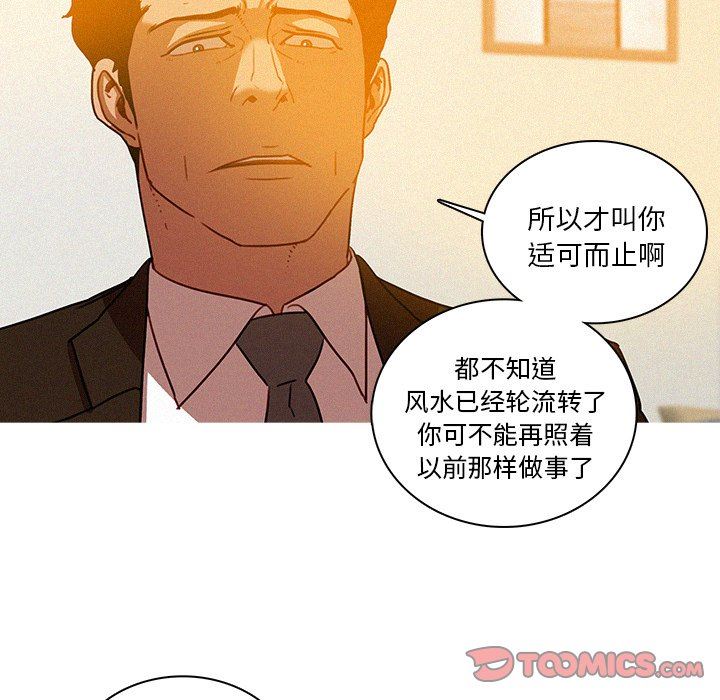 所以才叫你
适可而止啊
都不知道
风水已经轮流转了
你可不能再照着
以前那样做事了
TOOMICS.COM